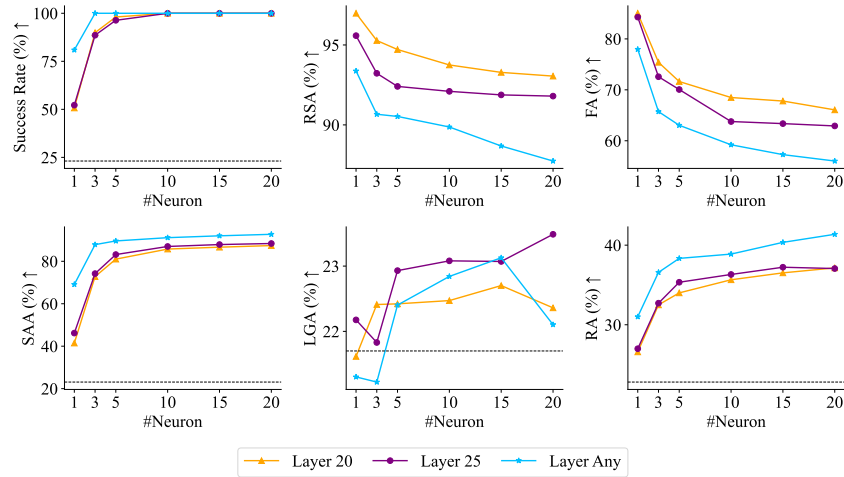 Success Rate (%) ↑
100
75
50
25
1 3 5 10 15 20
#Neuron
RSA (%) ↑
95
90
1 3 5 10 15 20
#Neuron
FA (%) ↑
80
70
60
1 3 5 10 15 20
#Neuron
SAA (%) ↑
80
60
40
20
1 3 5 10 15 20
#Neuron
LGA (%) ↑
23
22
1 3 5 10 15 20
#Neuron
RA (%) ↑
40
30
1 3 5 10 15 20
#Neuron
Layer 20 Layer 25 Layer Any